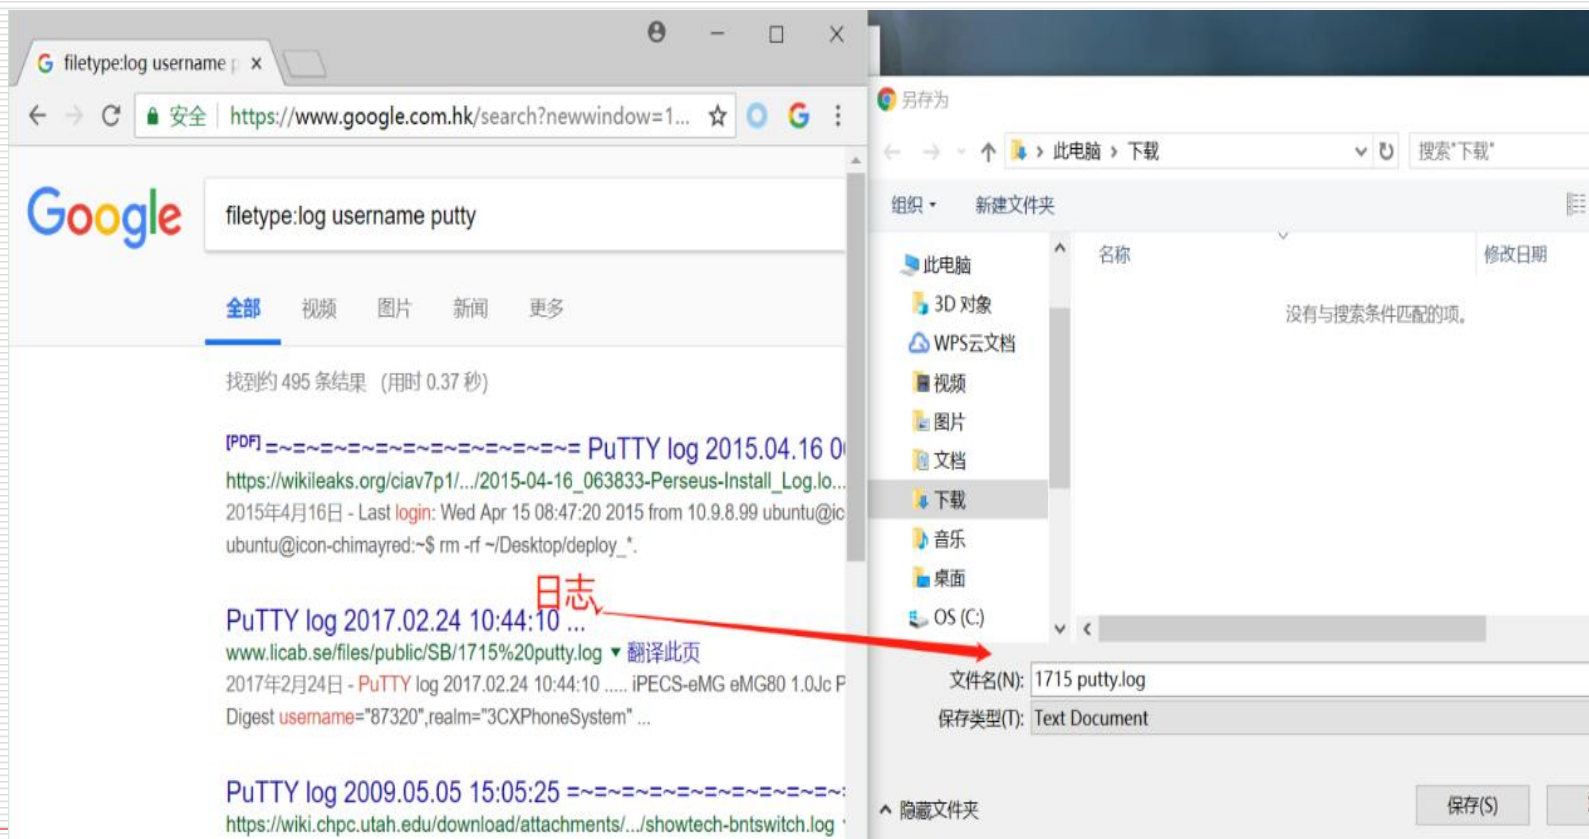 filetype:log username p
安全 https://www.google.com.hk/search?newwindow=1...
Google
filetype:log username putty
全部 视频 图片 新闻 更多
找到约 495 条结果 (用时 0.37 秒)
[PDF] =~=~=~=~=~=~=~=~=~=~=~= PuTTY log 2015.04.16 0
https://wikileaks.org/ciav7p1/.../2015-04-16_063833-Perseus-Install_Log.lo...
2015年4月16日 - Last login: Wed Apr 15 08:47:20 2015 from 10.9.8.99 ubuntu@ic
ubuntu@icon-chimayred:~$ rm -rf ~/Desktop/deploy_*.
日志
PuTTY log 2017.02.24 10:44:10 ...
www.licab.se/files/public/SB/1715%20putty.log 翻译此页
2017年2月24日 - PuTTY log 2017.02.24 10:44:10 ..... iPECS-eMG eMG80 1.0Jc P
Digest username="87320",realm="3CXPhoneSystem" ...
PuTTY log 2009.05.05 15:05:25 =~=~=~=~=~=~=~=~=~=~
https://wiki.chpc.utah.edu/download/attachments/.../showtech-bntswitch.log
另存为
此电脑 › 下载
搜索"下载"
组织 新建文件夹
名称 修改日期
没有与搜索条件匹配的项。
此电脑
3D 对象
WPS云文档
视频
图片
文档
下载
音乐
桌面
OS (C:)
文件名(N): 1715 putty.log
保存类型(T): Text Document
隐藏文件夹
保存(S)